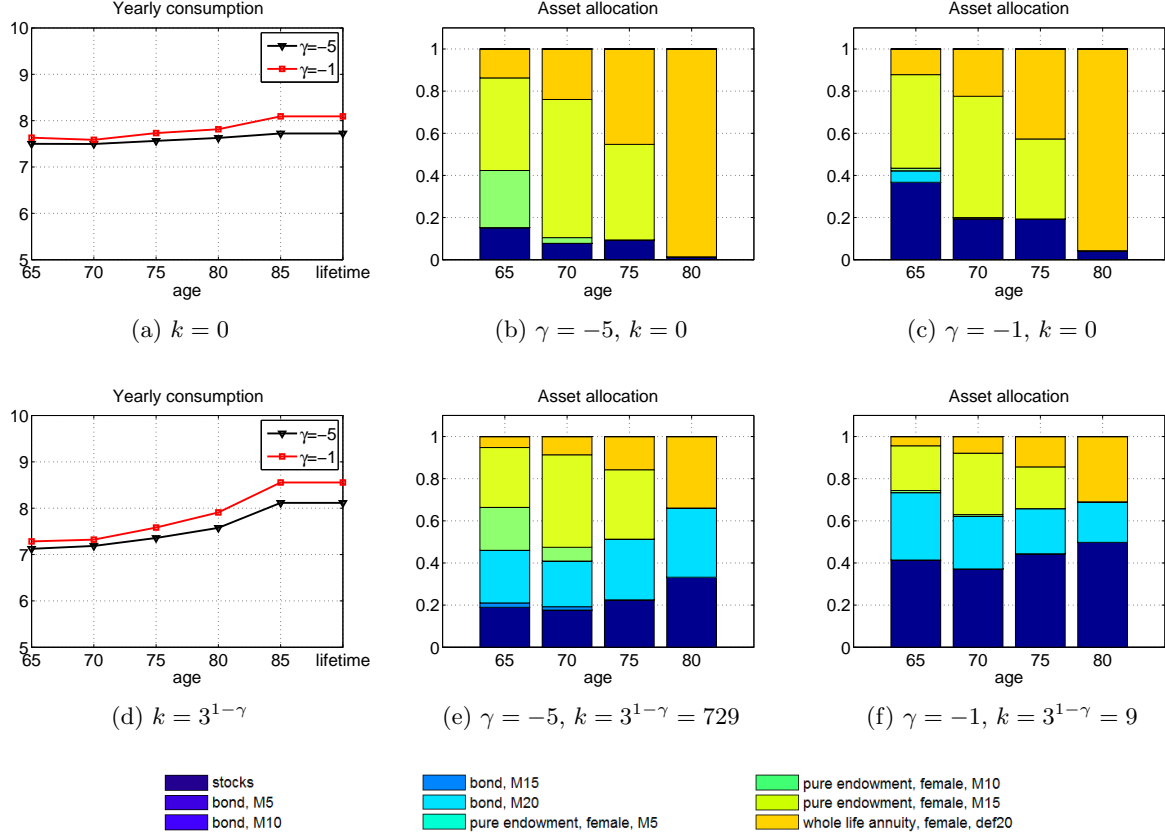 Yearly consumption
10
9
8
7
6
5
65 70 75 80 85 lifetime
age
γ=−5
γ=−1
(a) k = 0
Asset allocation
1
0.8
0.6
0.4
0.2
0
65 70 75 80
age
(b) γ = −5, k = 0
Asset allocation
1
0.8
0.6
0.4
0.2
0
65 70 75 80
age
(c) γ = −1, k = 0
Yearly consumption
10
9
8
7
6
5
65 70 75 80 85 lifetime
age
γ=−5
γ=−1
(d) k = 3^{1−γ}
Asset allocation
1
0.8
0.6
0.4
0.2
0
65 70 75 80
age
(e) γ = −5, k = 3^{1−γ} = 729
Asset allocation
1
0.8
0.6
0.4
0.2
0
65 70 75 80
age
(f) γ = −1, k = 3^{1−γ} = 9
stocks
bond, M5
bond, M10
bond, M15
bond, M20
pure endowment, female, M5
pure endowment, female, M10
pure endowment, female, M15
whole life annuity, female, def20